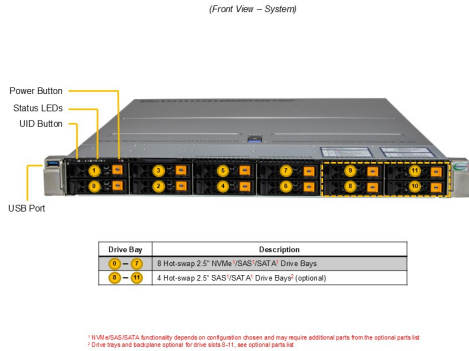 (Front View – System)
Power Button
Status LEDs
UID Button
1 3 5 7 9 11
0 2 4 6 8 10
USB Port
Drive Bay Description
0 – 7 8 Hot-swap 2.5" NVMe¹/SAS¹/SATA¹ Drive Bays
8 – 11 4 Hot-swap 2.5" SAS¹/SATA¹ Drive Bays² (optional)
¹ NVMe/SAS/SATA functionality depends on configuration chosen and may require additional parts from the optional parts list
² Drive trays and backplane optional for drive slots 8-11, see optional parts list